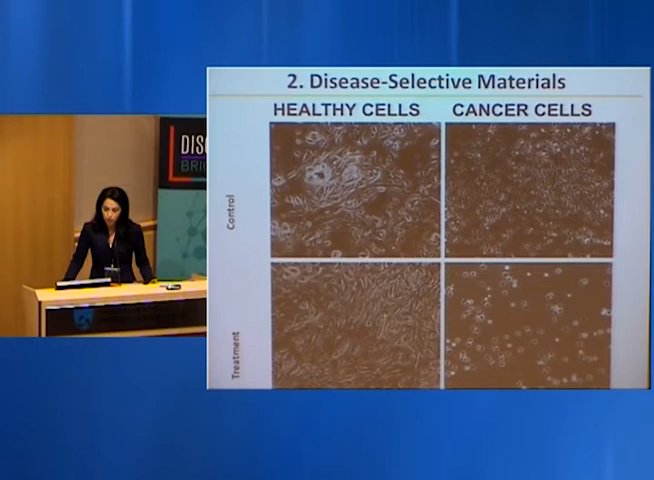 2. Disease-Selective Materials
HEALTHY CELLS
CANCER CELLS
Control
Treatment